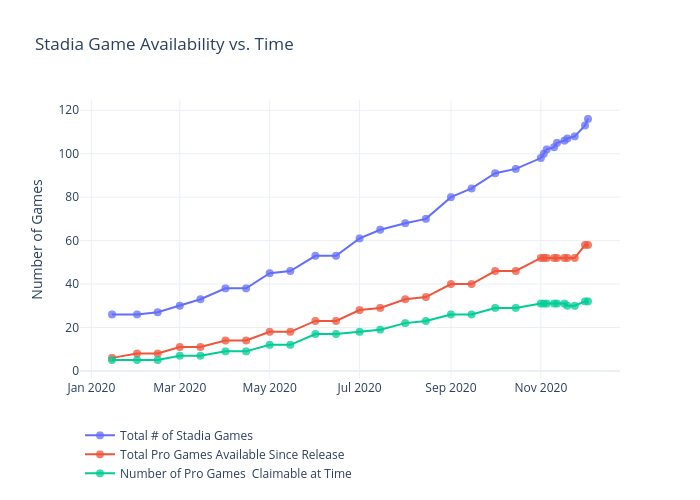 Stadia Game Availability vs. Time
Number of Games
120
100
80
60
40
20
0
Jan 2020
Mar 2020
May 2020
Jul 2020
Sep 2020
Nov 2020
Total # of Stadia Games
Total Pro Games Available Since Release
Number of Pro Games  Claimable at Time